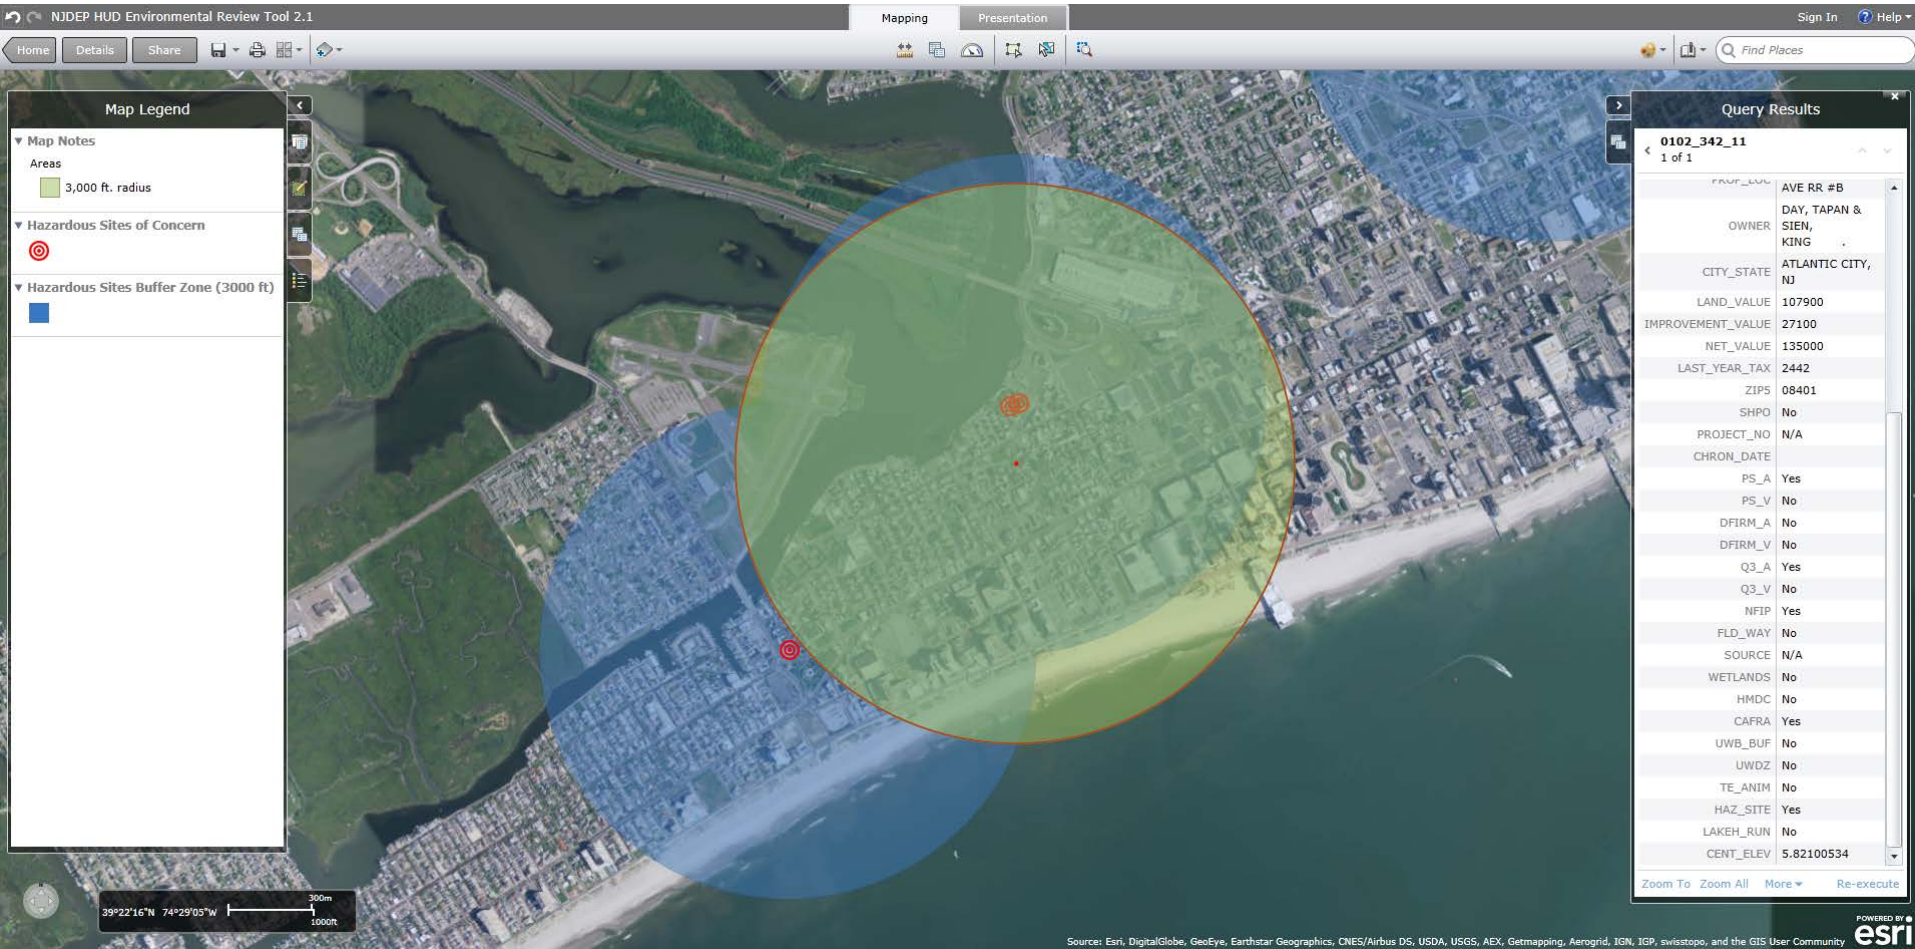 NJDEP HUD Environmental Review Tool 2.1
Mapping
Presentation
Sign In
Help
Home
Details
Share
Find Places
Map Legend
Map Notes
Areas
3,000 ft. radius
Hazardous Sites of Concern
Hazardous Sites Buffer Zone (3000 ft)
Query Results
0102_342_11
1 of 1
PROP_LOC AVE RR #B
OWNER DAY, TAPAN &
SIEN,
KING .
CITY_STATE ATLANTIC CITY,
NJ
LAND_VALUE 107900
IMPROVEMENT_VALUE 27100
NET_VALUE 135000
LAST_YEAR_TAX 2442
ZIP5 08401
SHPO No
PROJECT_NO N/A
CHRON_DATE
PS_A Yes
PS_V No
DFIRM_A No
DFIRM_V No
Q3_A Yes
Q3_V No
NFIP Yes
FLD_WAY No
SOURCE N/A
WETLANDS No
HMDC No
CAFRA Yes
UWB_BUF No
UWDZ No
TE_ANIM No
HAZ_SITE Yes
LAKEH_RUN No
CENT_ELEV 5.82100534
Zoom To Zoom All More Re-execute
39°22'16"N 74°29'05"W
300m
1000ft
Source: Esri, DigitalGlobe, GeoEye, Earthstar Geographics, CNES/Airbus DS, USDA, USGS, AEX, Getmapping, Aerogrid, IGN, IGP, swisstopo, and the GIS User Community
POWERED BY
esri